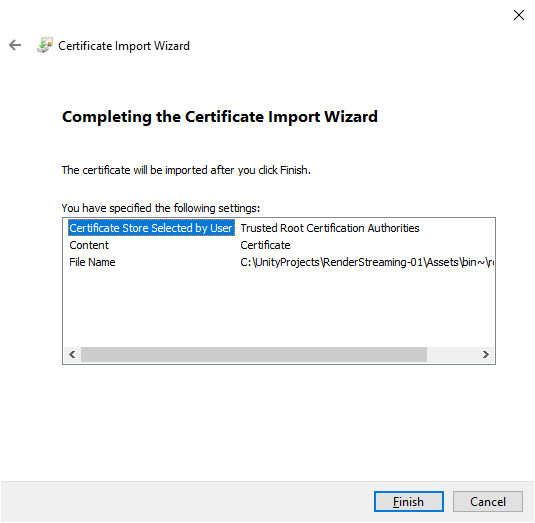 Certificate Import Wizard
Completing the Certificate Import Wizard
The certificate will be imported after you click Finish.
You have specified the following settings:
Certificate Store Selected by User Trusted Root Certification Authorities
Content Certificate
File Name C:\UnityProjects\RenderStreaming-01\Assets\bin~\r
Finish Cancel